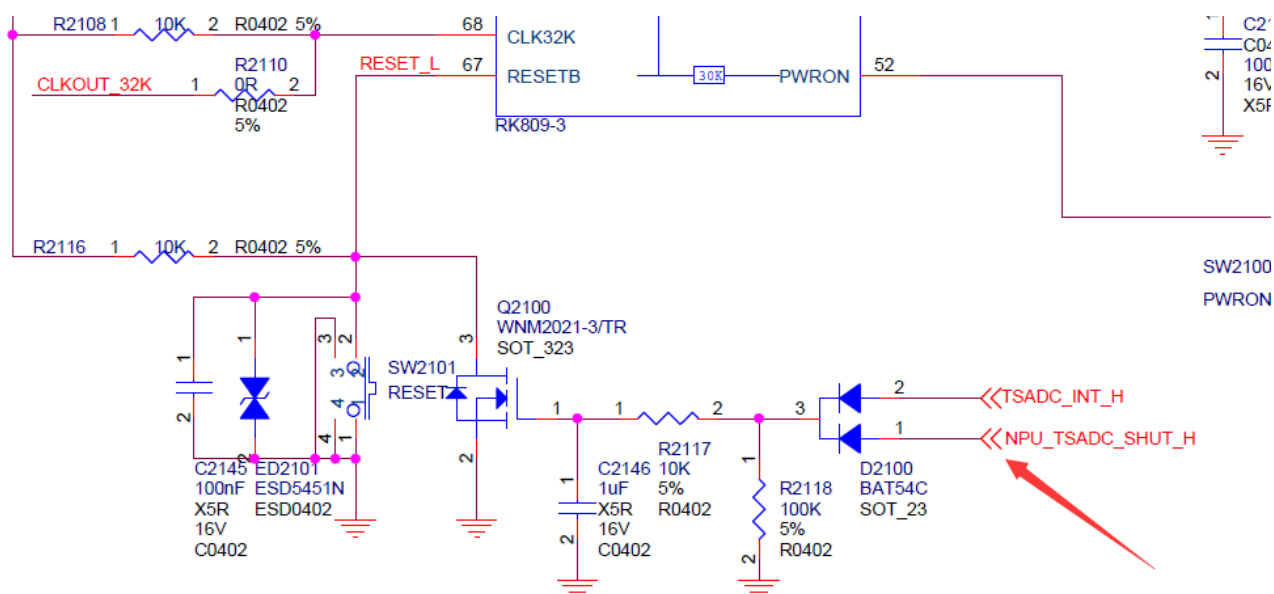 R2108 1 10K 2 R0402 5%
68
CLK32K
CLKOUT_32K 1 R2110 2
0R
R0402
5%
RESET_L 67
RESETB
30K
PWRON
52
RK809-3
2
16V
R2116 1 10K 2 R0402 5%
SW2100
PWRON
Q2100
WNM2021-3/TR
SOT_323
3
1
2
1
2
1
2
3
2
3
2
4
1
4
1
SW2101
RESET
C2145
100nF
X5R
16V
C0402
ED2101
ESD5451N
ESD0402
1
2
R2117
10K
5%
R0402
1
2
C2146
1uF
X5R
16V
C0402
1
2
R2118
100K
5%
R0402
3
2
1
D2100
BAT54C
SOT_23
TSADC_INT_H
NPU_TSADC_SHUT_H